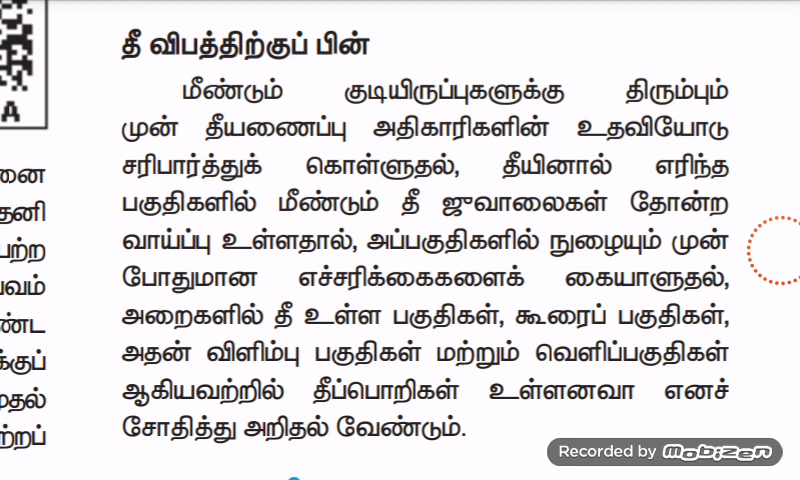 தீ விபத்திற்குப் பின்
மீண்டும் குடியிருப்புகளுக்கு திரும்பும்
முன் தீயணைப்பு அதிகாரிகளின் உதவியோடு
சரிபார்த்துக் கொள்ளுதல், தீயினால் எரிந்த
பகுதிகளில் மீண்டும் தீ ஜுவாலைகள் தோன்ற
வாய்ப்பு உள்ளதால், அப்பகுதிகளில் நுழையும் முன்
போதுமான எச்சரிக்கைகளைக் கையாளுதல்,
அறைகளில் தீ உள்ள பகுதிகள், கூரைப் பகுதிகள்,
அதன் விளிம்பு பகுதிகள் மற்றும் வெளிப்பகுதிகள்
ஆகியவற்றில் தீப்பொறிகள் உள்ளனவா எனச்
சோதித்து அறிதல் வேண்டும்.
A
Recorded by mobizen